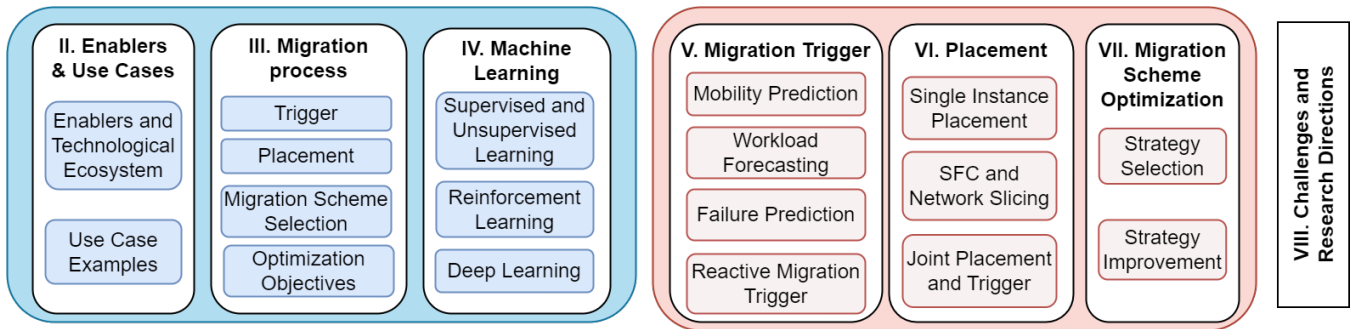 II. Enablers
& Use Cases
Enablers and
Technological
Ecosystem
Use Case
Examples
III. Migration
process
Trigger
Placement
Migration Scheme
Selection
Optimization
Objectives
IV. Machine
Learning
Supervised and
Unsupervised
Learning
Reinforcement
Learning
Deep Learning
V. Migration Trigger
Mobility Prediction
Workload
Forecasting
Failure Prediction
Reactive Migration
Trigger
VI. Placement
Single Instance
Placement
SFC and
Network Slicing
Joint Placement
and Trigger
VII. Migration
Scheme
Optimization
Strategy
Selection
Strategy
Improvement
VIII. Challenges and
Research Directions